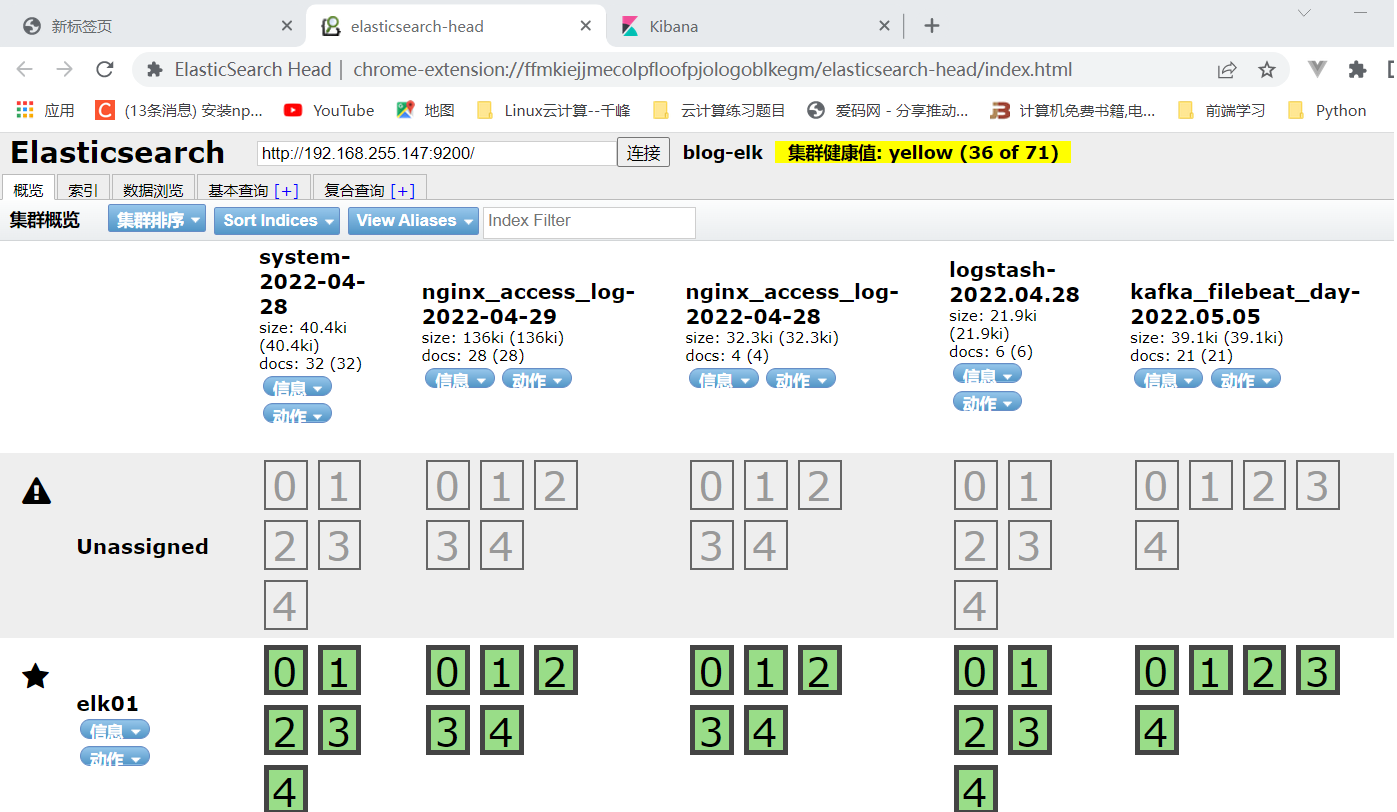 新标签页
elasticsearch-head
Kibana
ElasticSearch Head | chrome-extension://ffmkiejjmecolpfloofpjologoblkegm/elasticsearch-head/index.html
应用
(13条消息) 安装np...
YouTube
地图
Linux云计算--千峰
云计算练习题目
爱码网 - 分享推动...
计算机免费书籍,电...
前端学习
Python
Elasticsearch
http://192.168.255.147:9200/
连接
blog-elk
集群健康值: yellow (36 of 71)
概览
索引
数据浏览
基本查询 [+]
复合查询 [+]
集群概览
集群排序
Sort Indices
View Aliases
Index Filter
system-
2022-04-
28
size: 40.4ki
(40.4ki)
docs: 32 (32)
信息
动作
nginx_access_log-
2022-04-29
size: 136ki (136ki)
docs: 28 (28)
信息 动作
nginx_access_log-
2022-04-28
size: 32.3ki (32.3ki)
docs: 4 (4)
信息 动作
logstash-
2022.04.28
size: 21.9ki
(21.9ki)
docs: 6 (6)
信息
动作
kafka_filebeat_day-
2022.05.05
size: 39.1ki (39.1ki)
docs: 21 (21)
信息 动作
Unassigned
0 1
2 3
4
0 1 2
3 4
0 1 2
3 4
0 1
2 3
4
0 1 2 3
4
elk01
信息
动作
0 1
2 3
4
0 1 2
3 4
0 1 2
3 4
0 1
2 3
4
0 1 2 3
4